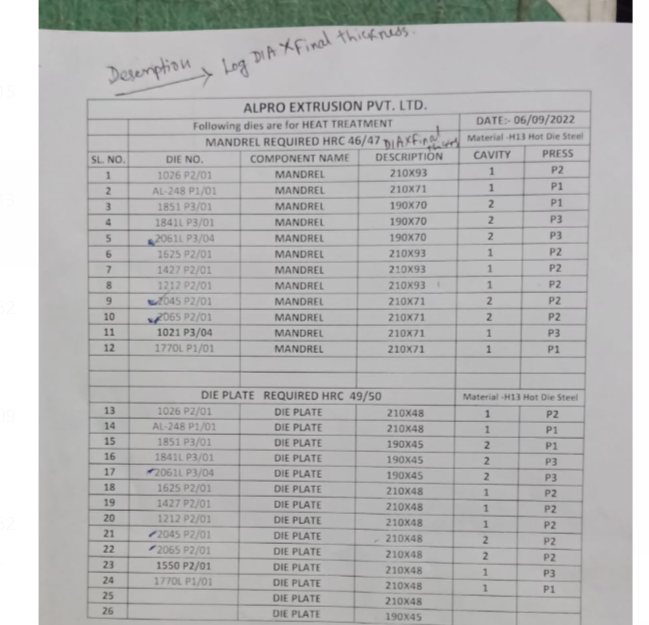 Description → Log DIA X Final thickness.
ALPRO EXTRUSION PVT. LTD.
Following dies are for HEAT TREATMENT DATE:- 06/09/2022
MANDREL REQUIRED HRC 46/47 DIA X Final Material -H13 Hot Die Steel
SL. NO. DIE NO. COMPONENT NAME DESCRIPTION CAVITY PRESS
1 1026 P2/01 MANDREL 210X93 1 P2
2 AL-248 P1/01 MANDREL 210X71 1 P1
3 1851 P3/01 MANDREL 190X70 2 P1
4 1841L P3/01 MANDREL 190X70 2 P3
5 2061L P3/04 MANDREL 190X70 2 P3
6 1625 P2/01 MANDREL 210X93 1 P2
7 1427 P2/01 MANDREL 210X93 1 P2
8 1212 P2/01 MANDREL 210X93 1 P2
9 2045 P2/01 MANDREL 210X71 2 P2
10 2065 P2/01 MANDREL 210X71 2 P2
11 1021 P3/04 MANDREL 210X71 1 P3
12 1770L P1/01 MANDREL 210X71 1 P1
DIE PLATE REQUIRED HRC 49/50 Material -H13 Hot Die Steel
13 1026 P2/01 DIE PLATE 210X48 1 P2
14 AL-248 P1/01 DIE PLATE 210X48 1 P1
15 1851 P3/01 DIE PLATE 190X45 2 P1
16 1841L P3/01 DIE PLATE 190X45 2 P3
17 2061L P3/04 DIE PLATE 190X45 2 P3
18 1625 P2/01 DIE PLATE 210X48 1 P2
19 1427 P2/01 DIE PLATE 210X48 1 P2
20 1212 P2/01 DIE PLATE 210X48 1 P2
21 2045 P2/01 DIE PLATE 210X48 2 P2
22 2065 P2/01 DIE PLATE 210X48 2 P2
23 1550 P2/01 DIE PLATE 210X48 1 P3
24 1770L P1/01 DIE PLATE 210X48 1 P1
25 DIE PLATE 210X48
26 DIE PLATE 190X45